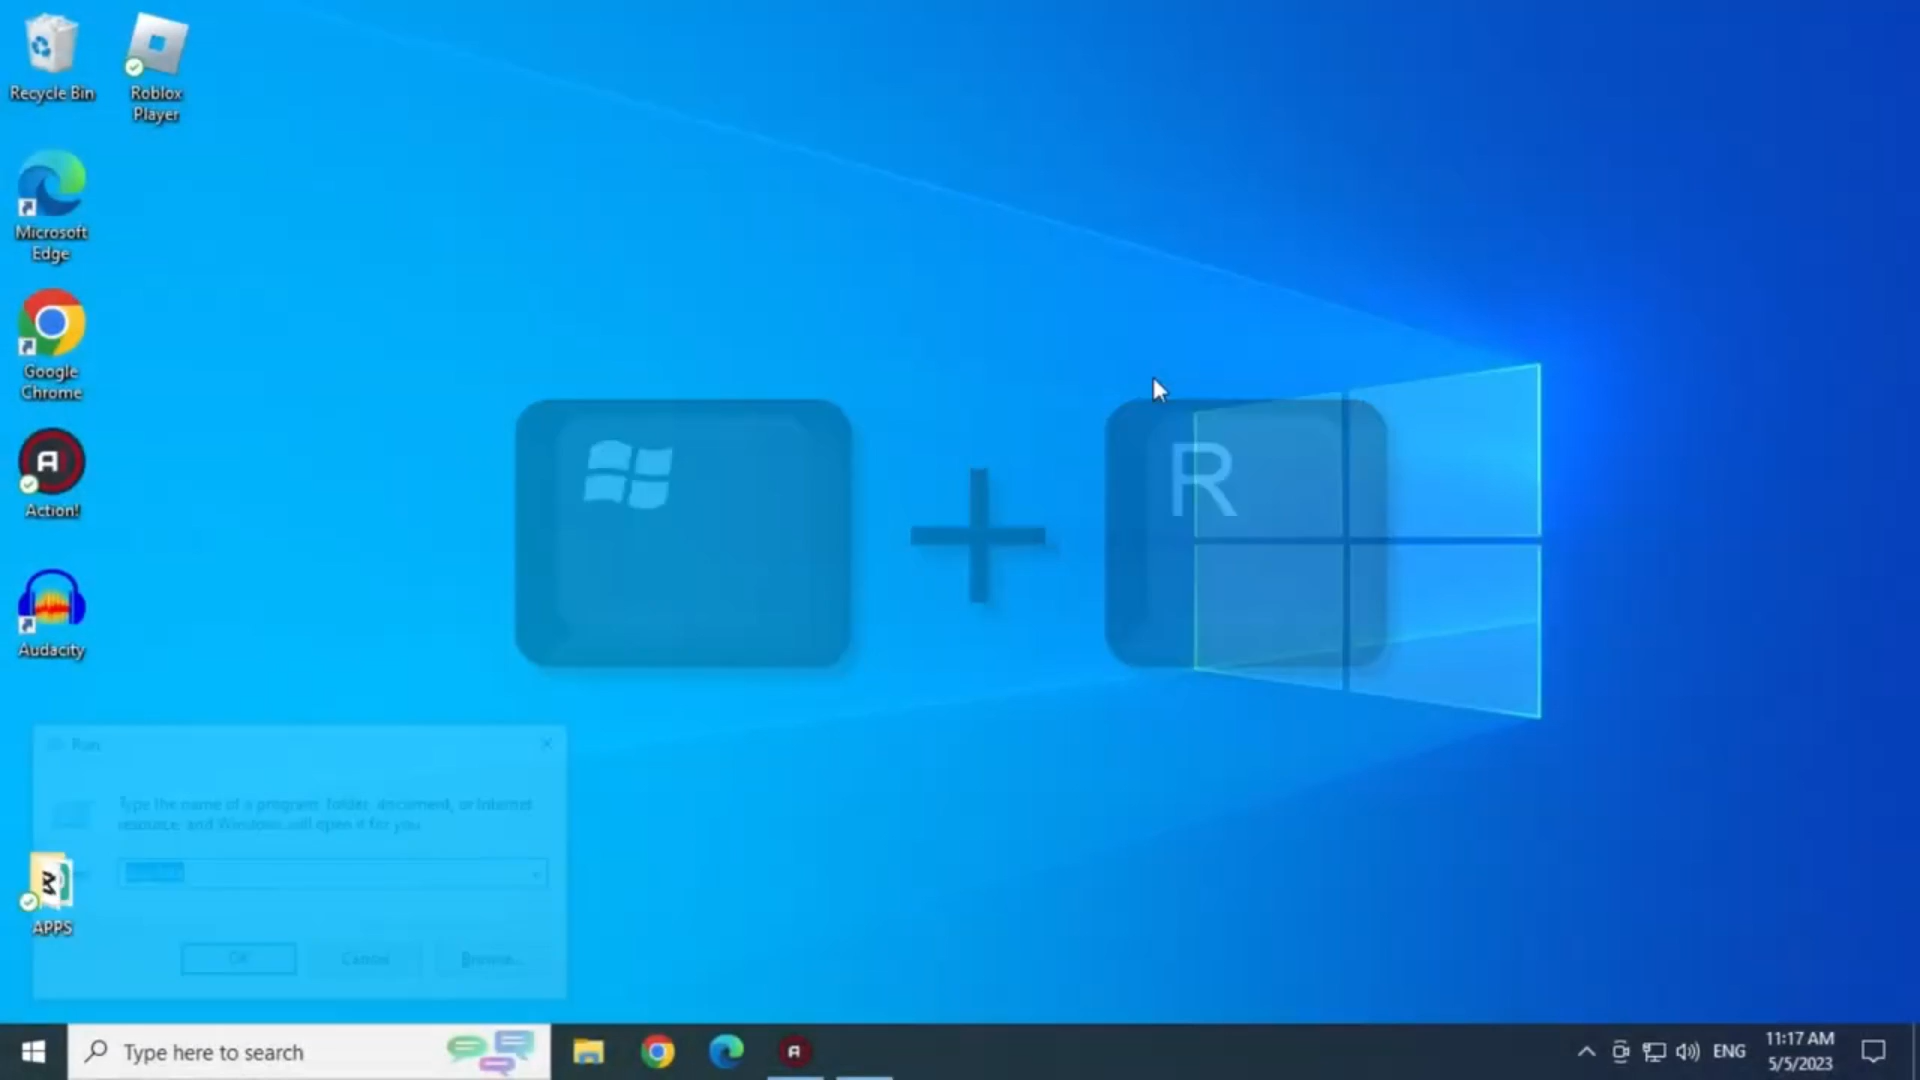 Recycle Bin
Roblox
Player
Microsoft
Edge
Google
Chrome
Action!
Audacity
APPS
R
Run
Type the name of a program, folder, document, or Internet
resource, and Windows will open it for you.
OK
Cancel
Browse...
Type here to search
ENG
11:17 AM
5/5/2023